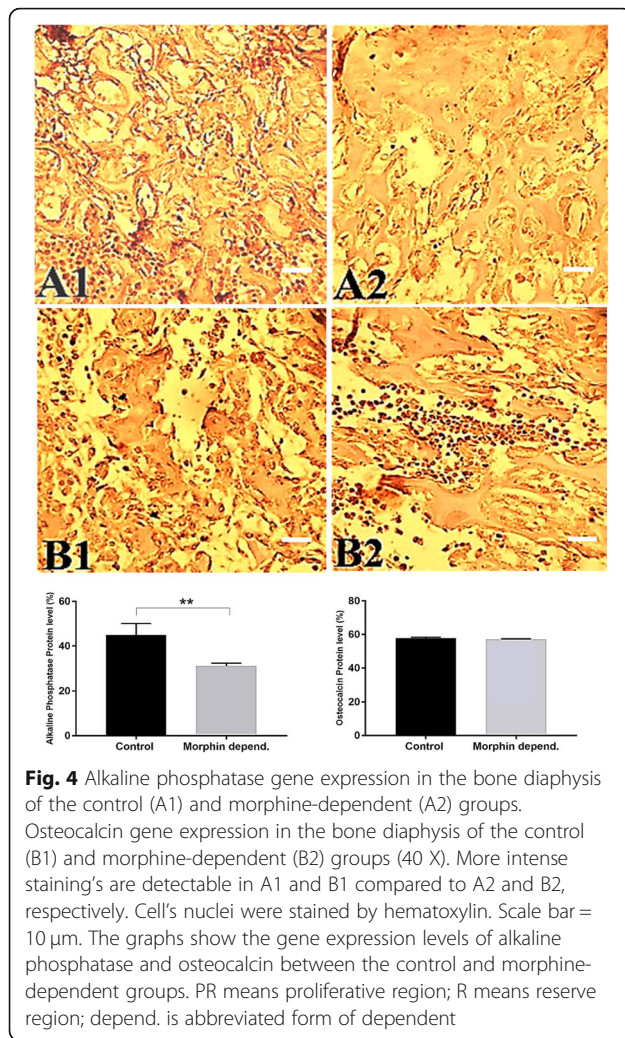 A1
A2
B1
B2
Alkaline Phosphatase Protein level (%)
60
40
20
0
**
Control
Morphin depend.
Osteocalcin Protein level (%)
80
60
40
20
0
Control
Morphin depend.
Fig. 4 Alkaline phosphatase gene expression in the bone diaphysis
of the control (A1) and morphine-dependent (A2) groups.
Osteocalcin gene expression in the bone diaphysis of the control
(B1) and morphine-dependent (B2) groups (40 X). More intense
staining's are detectable in A1 and B1 compared to A2 and B2,
respectively. Cell's nuclei were stained by hematoxylin. Scale bar =
10 μm. The graphs show the gene expression levels of alkaline
phosphatase and osteocalcin between the control and morphine-
dependent groups. PR means proliferative region; R means reserve
region; depend. is abbreviated form of dependent